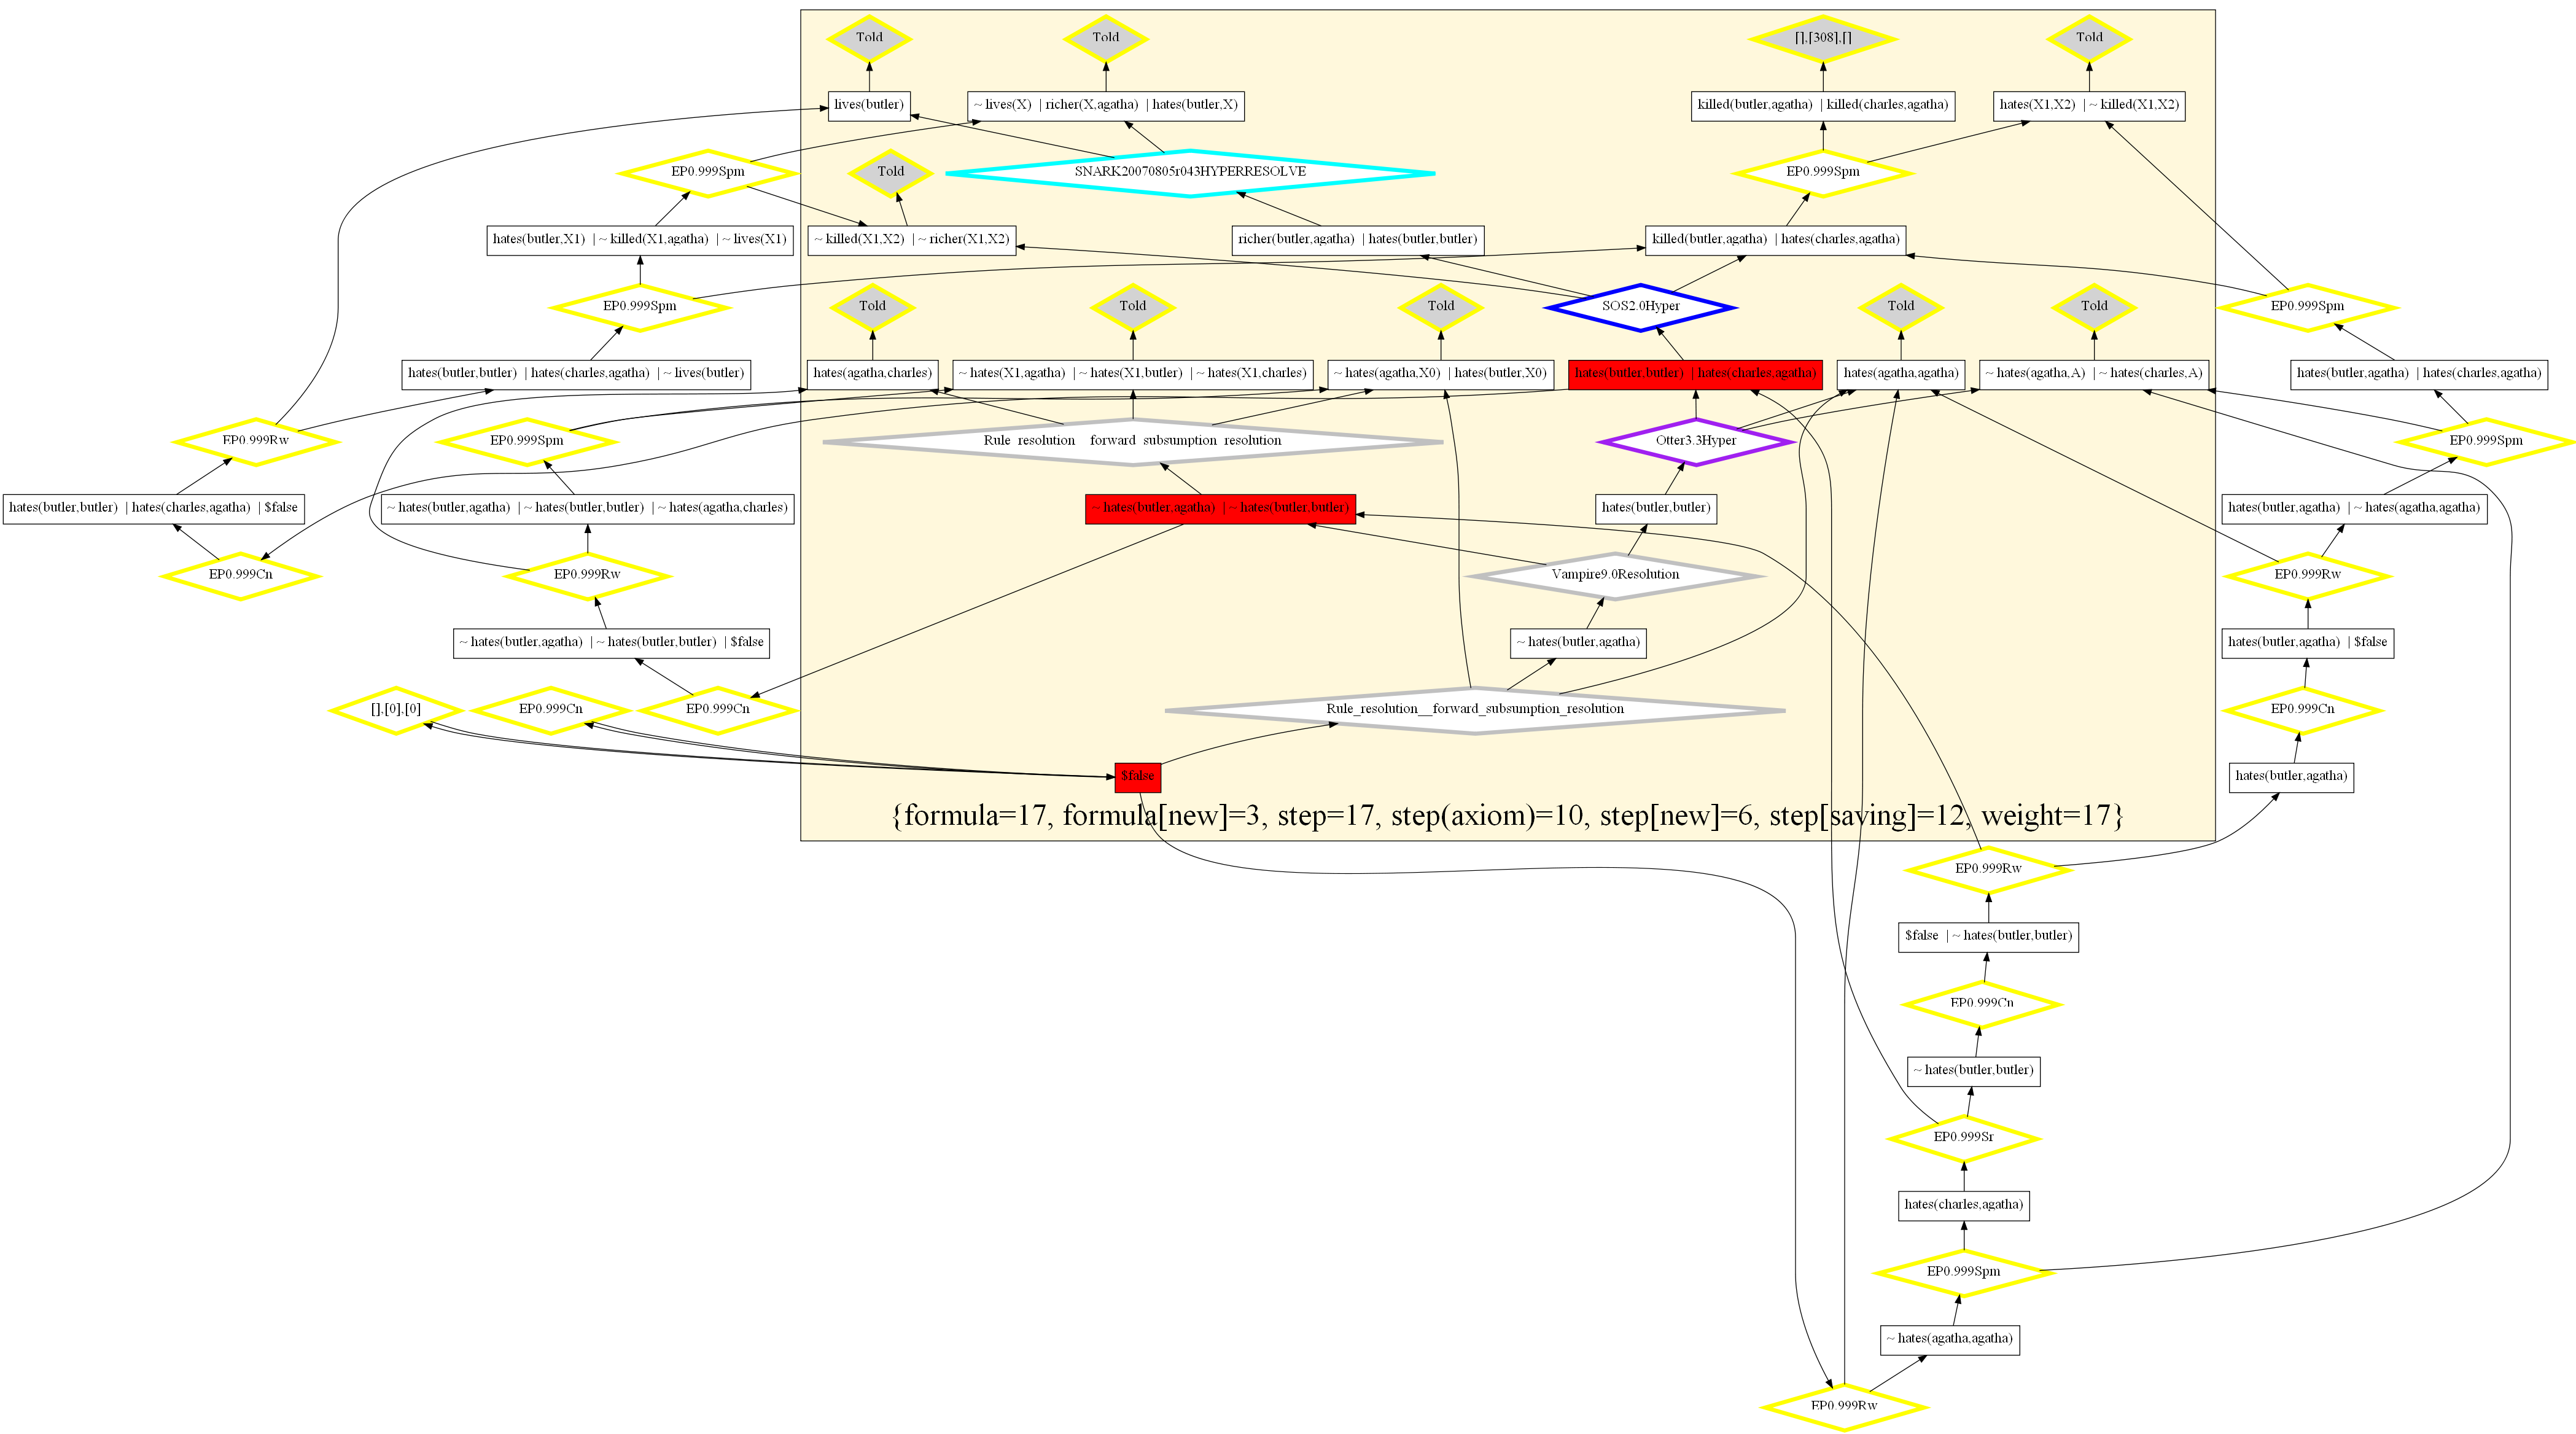 Told
Told
[],[308],[]
Told
lives(butler)
~ lives(X) | richer(X,agatha) | hates(butler,X)
killed(butler,agatha) | killed(charles,agatha)
hates(X1,X2) | ~ killed(X1,X2)
EP0.999Spm
Told
SNARK20070805r043HYPERRESOLVE
EP0.999Spm
hates(butler,X1) | ~ killed(X1,agatha) | ~ lives(X1)
~ killed(X1,X2) | ~ richer(X1,X2)
richer(butler,agatha) | hates(butler,butler)
killed(butler,agatha) | hates(charles,agatha)
EP0.999Spm
Told
Told
Told
SOS2.0Hyper
Told
Told
EP0.999Spm
hates(butler,butler) | hates(charles,agatha) | ~ lives(butler)
hates(agatha,charles)
~ hates(X1,agatha) | ~ hates(X1,butler) | ~ hates(X1,charles)
~ hates(agatha,X0) | hates(butler,X0)
hates(butler,butler) | hates(charles,agatha)
hates(agatha,agatha)
~ hates(agatha,A) | ~ hates(charles,A)
hates(butler,agatha) | hates(charles,agatha)
EP0.999Rw
EP0.999Spm
Rule_resolution__forward_subsumption_resolution
Otter3.3Hyper
EP0.999Spm
hates(butler,butler) | hates(charles,agatha) | $false
~ hates(butler,agatha) | ~ hates(butler,butler) | ~ hates(agatha,charles)
~ hates(butler,agatha) | ~ hates(butler,butler)
hates(butler,butler)
hates(butler,agatha) | ~ hates(agatha,agatha)
EP0.999Cn
EP0.999Rw
Vampire9.0Resolution
EP0.999Rw
~ hates(butler,agatha) | ~ hates(butler,butler) | $false
~ hates(butler,agatha)
hates(butler,agatha) | $false
[],[0],[0]
EP0.999Cn
EP0.999Cn
Rule_resolution__forward_subsumption_resolution
EP0.999Cn
$false
hates(butler,agatha)
{formula=17, formula[new]=3, step=17, step(axiom)=10, step[new]=6, step[saving]=12, weight=17}
EP0.999Rw
$false | ~ hates(butler,butler)
EP0.999Cn
~ hates(butler,butler)
EP0.999Sr
hates(charles,agatha)
EP0.999Spm
~ hates(agatha,agatha)
EP0.999Rw